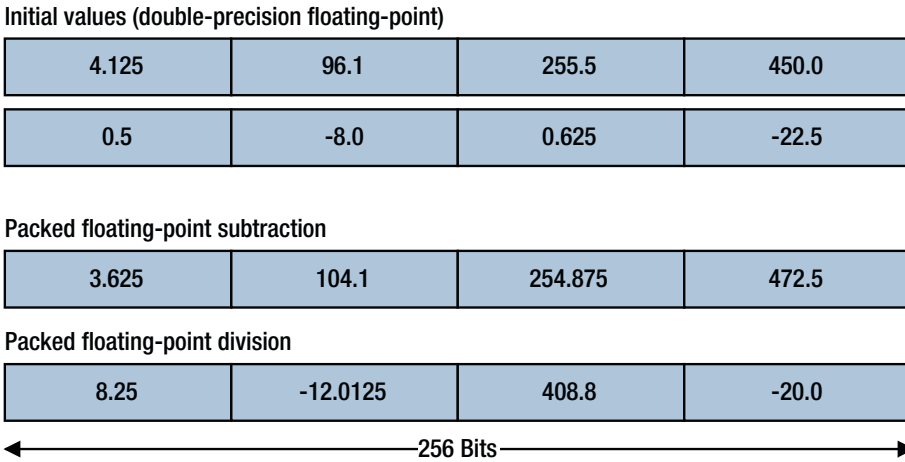 Initial values (double-precision floating-point)
4.125 96.1 255.5 450.0
0.5 -8.0 0.625 -22.5
Packed floating-point subtraction
3.625 104.1 254.875 472.5
Packed floating-point division
8.25 -12.0125 408.8 -20.0
256 Bits